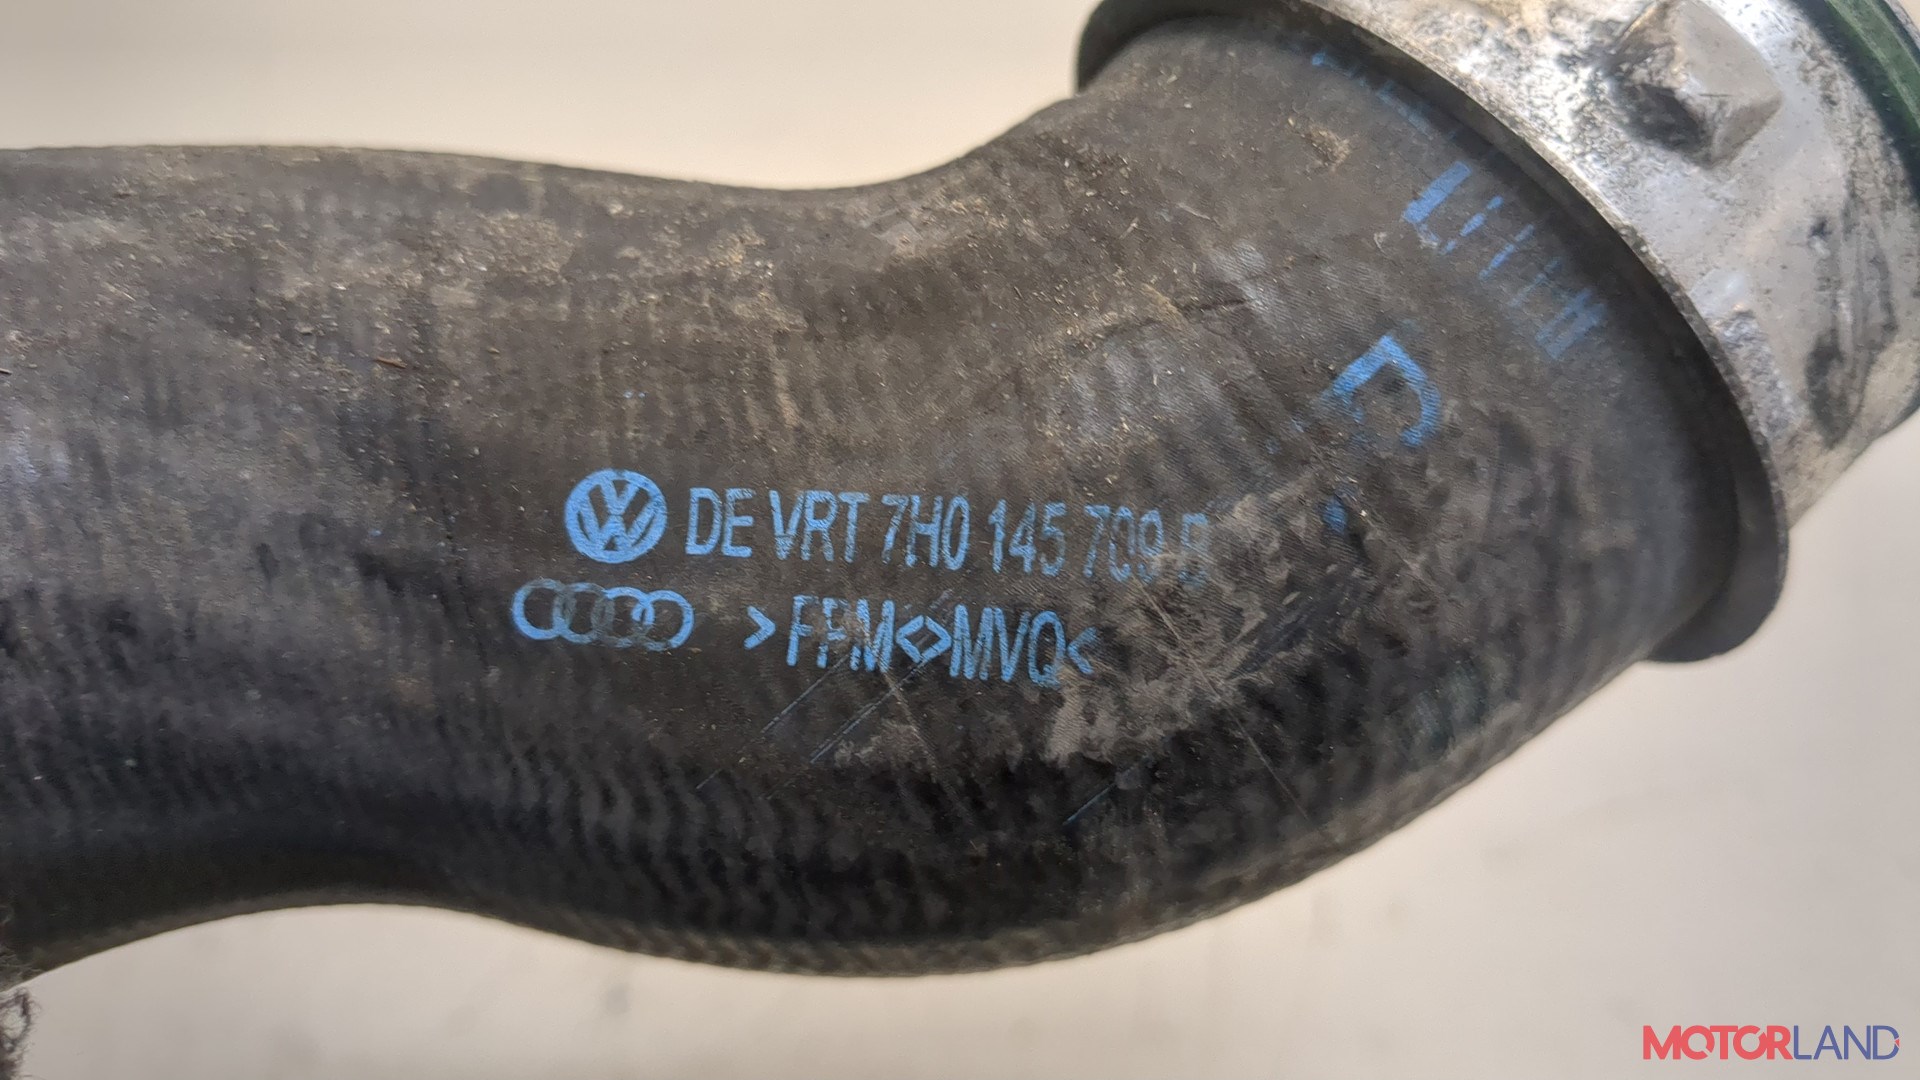 DE VRT 7H0 145 709
>FPM<>MVQ<
MOTORLAND